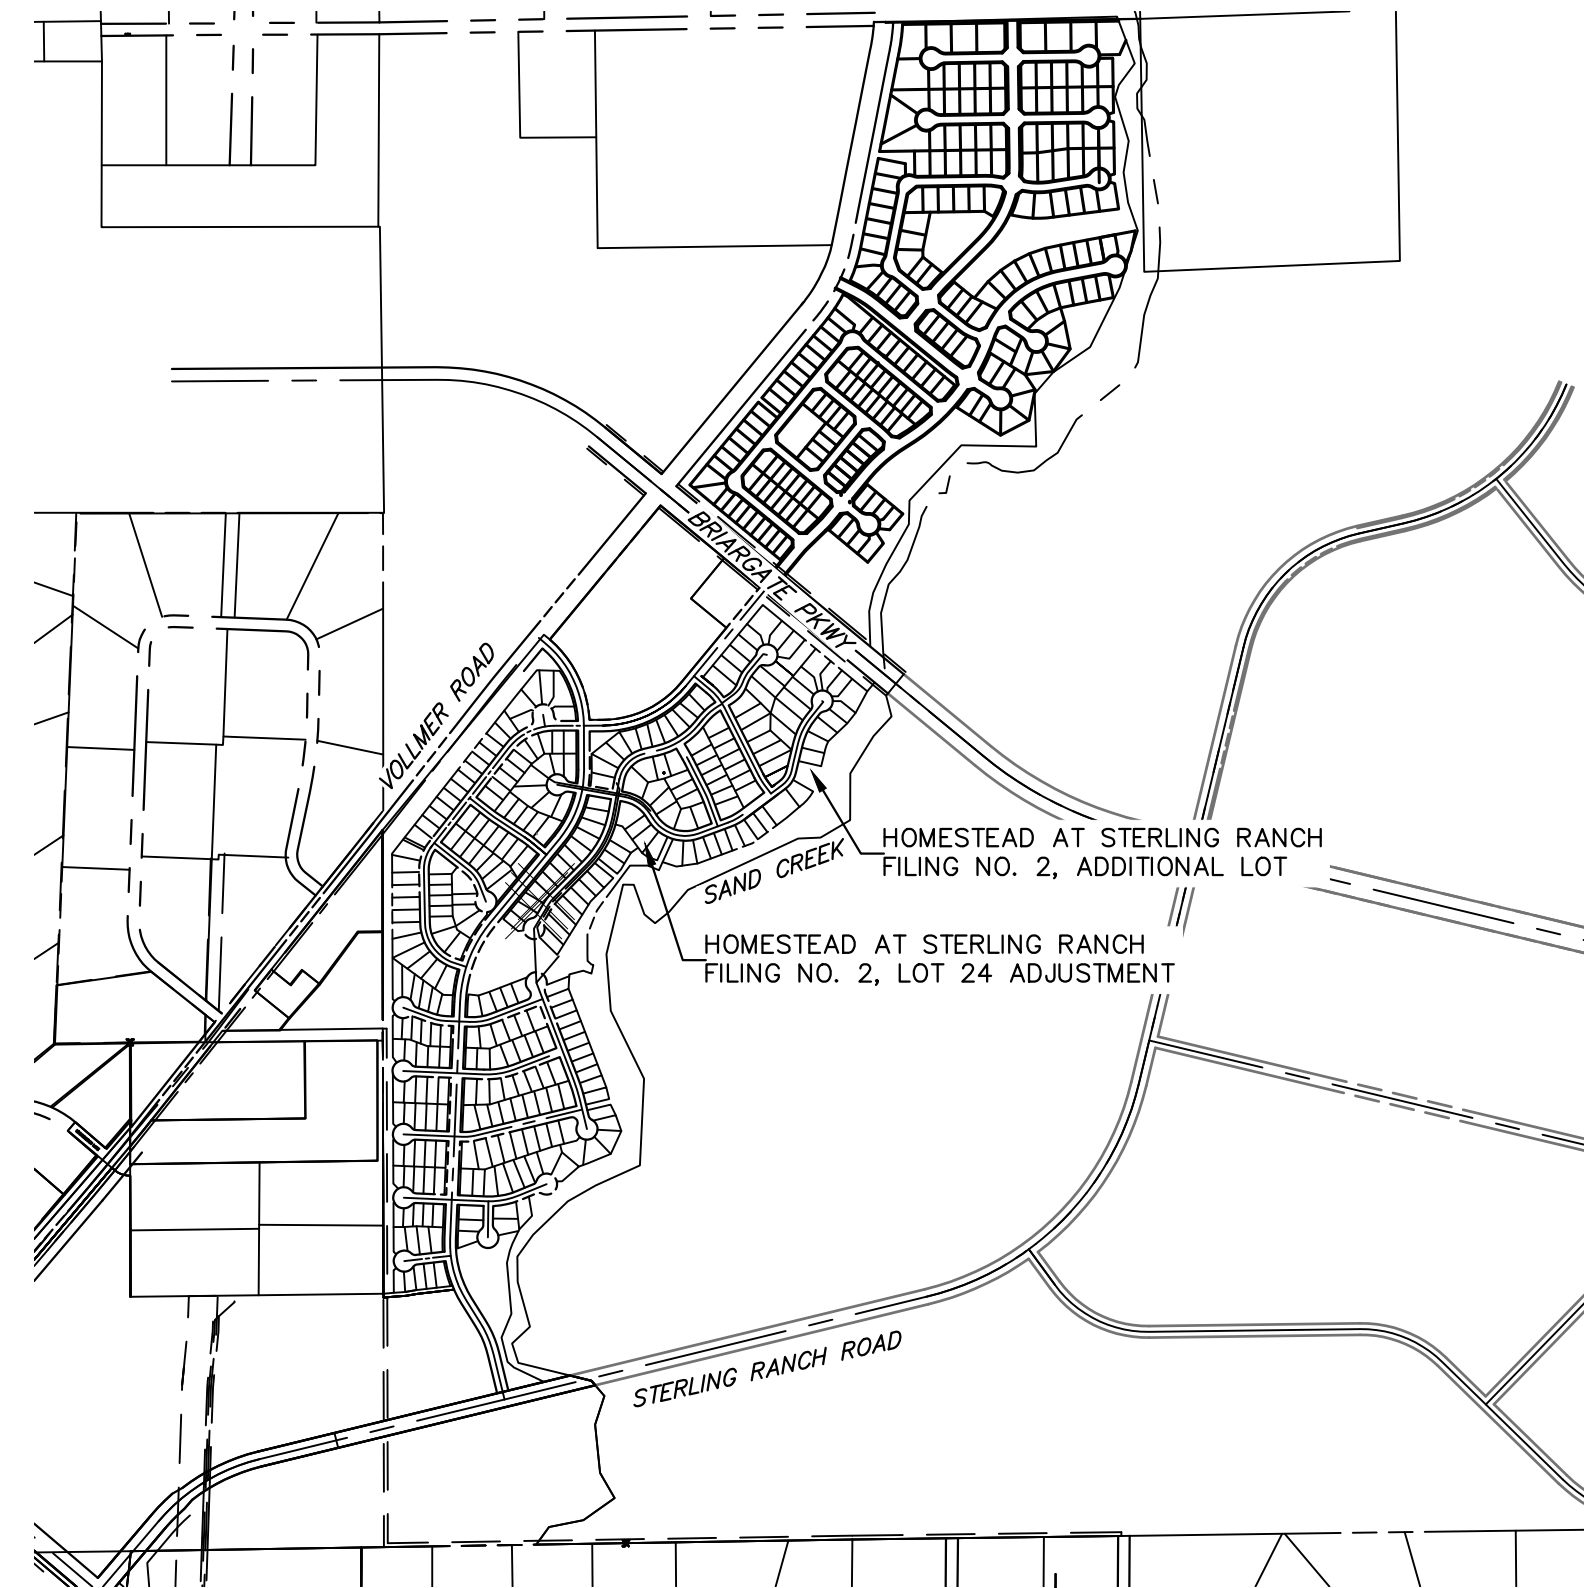 BRIARGATE PKWY
VOLLMER ROAD
HOMESTEAD AT STERLING RANCH
FILING NO. 2, ADDITIONAL LOT
SAND CREEK
HOMESTEAD AT STERLING RANCH
FILING NO. 2, LOT 24 ADJUSTMENT
STERLING RANCH ROAD